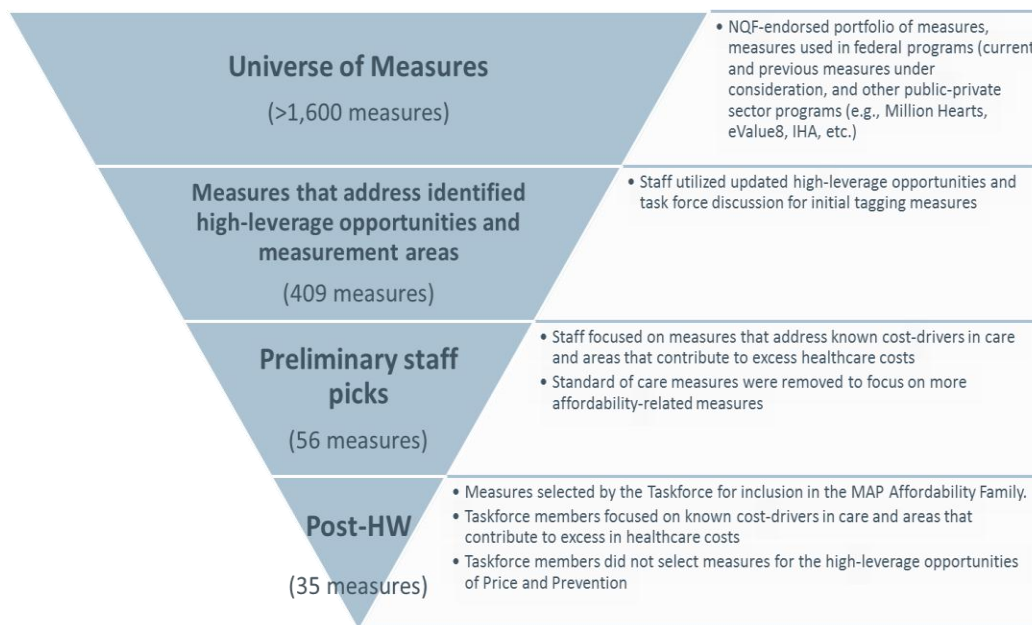 Universe of Measures
(>1,600 measures)
• NQF-endorsed portfolio of measures,
measures used in federal programs (current
and previous measures under
consideration, and other public-private
sector programs (e.g., Million Hearts,
eValue8, IHA, etc.)
Measures that address identified
high-leverage opportunities and
measurement areas
(409 measures)
• Staff utilized updated high-leverage opportunities and
task force discussion for initial tagging measures
Preliminary staff
picks
(56 measures)
• Staff focused on measures that address known cost-drivers in care
and areas that contribute to excess healthcare costs
• Standard of care measures were removed to focus on more
affordability-related measures
Post-HW
(35 measures)
• Measures selected by the Taskforce for inclusion in the MAP Affordability Family.
• Taskforce members focused on known cost-drivers in care and areas that
contribute to excess in healthcare costs
• Taskforce members did not select measures for the high-leverage opportunities
of Price and Prevention